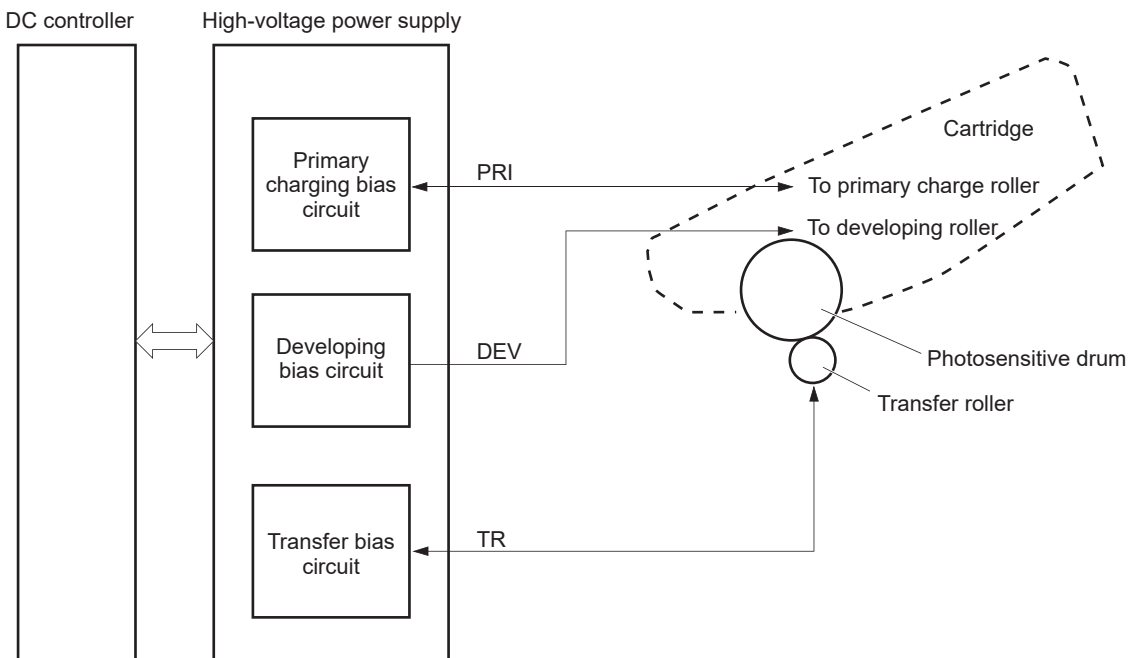 DC controller
High-voltage power supply
Cartridge
Primary
charging bias
circuit
PRI
To primary charge roller
To developing roller
Developing
bias circuit
DEV
Photosensitive drum
Transfer roller
Transfer bias
circuit
TR